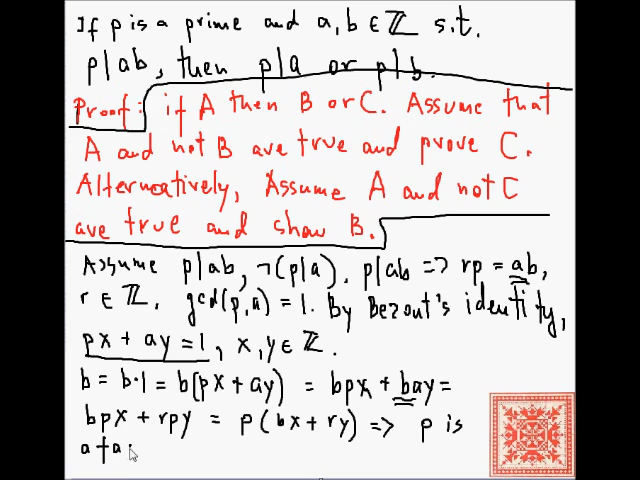 If p is a prime and a, b ∈ ℤ s.t.
p|ab, then p|a or p|b.
Proof: if A then B or C. Assume that
A and not B are true and prove C.
Alternatively, Assume A and not C
are true and show B.
Assume p|ab, ¬(p|a). p|ab => rp = ab,
r ∈ ℤ. gcd(p,a) = 1. By Bezout's identity,
px + ay = 1, x, y ∈ ℤ.
b = b·1 = b(px + ay) = bpx + bay =
bpx + rpy = p(bx + ry) => p is
a fa